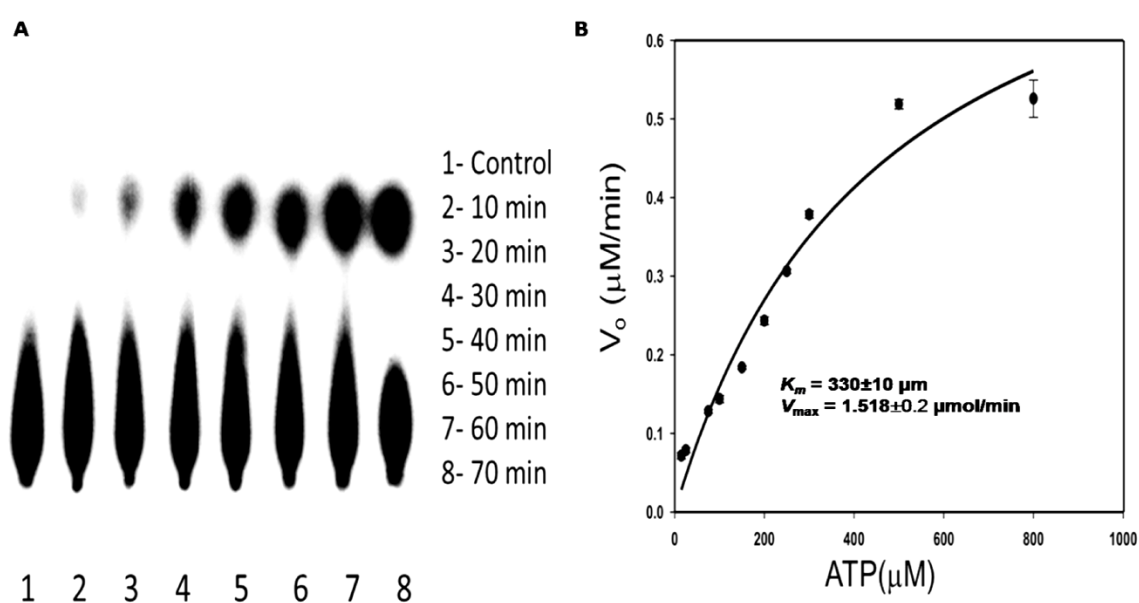 A
1- Control
2- 10 min
3- 20 min
4- 30 min
5- 40 min
6- 50 min
7- 60 min
8- 70 min
1 2 3 4 5 6 7 8
B
0.6
0.5
0.4
0.3
0.2
0.1
0.0
Vo (μM/min)
Km = 330±10 μm
Vmax = 1.518±0.2 μmol/min
0 200 400 600 800 1000
ATP(μM)